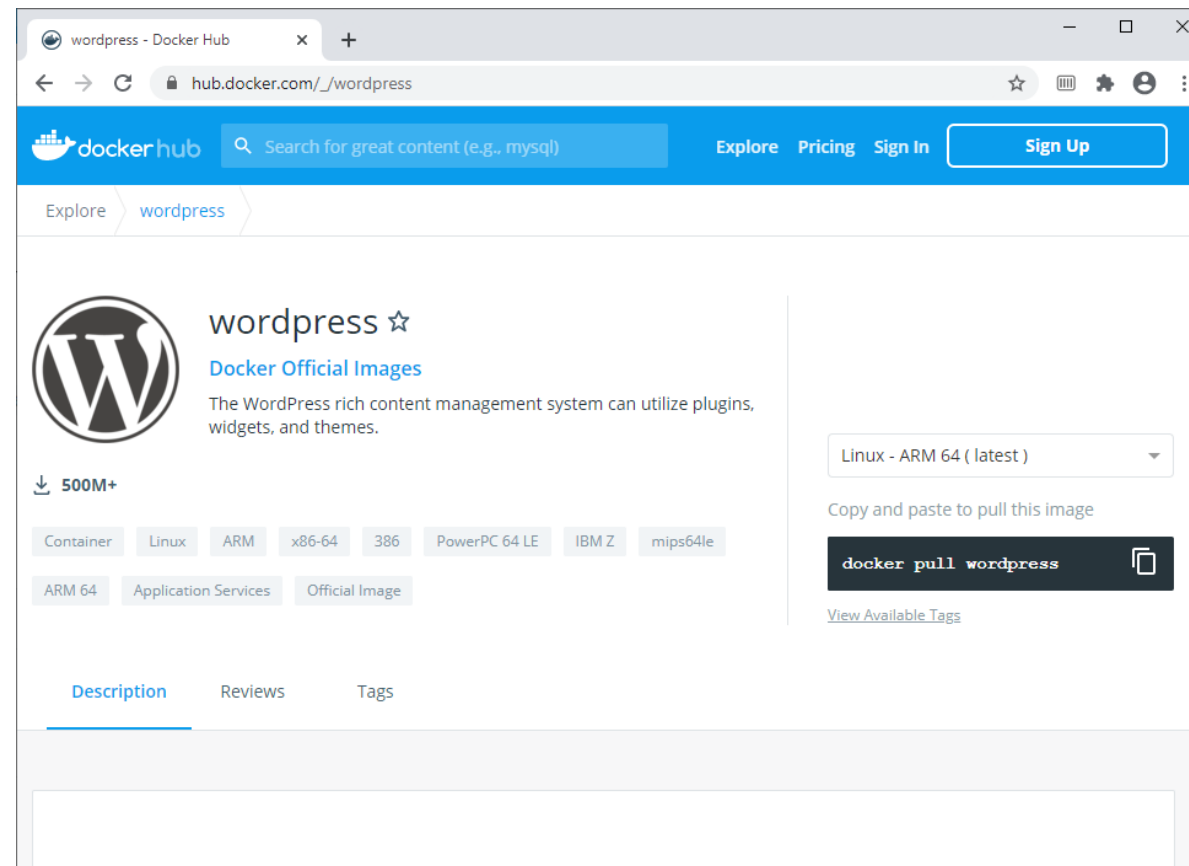 wordpress - Docker Hub
hub.docker.com/_/wordpress
dockerhub
Search for great content (e.g., mysql)
Explore Pricing Sign In Sign Up
Explore wordpress
wordpress
Docker Official Images
The WordPress rich content management system can utilize plugins,
widgets, and themes.
500M+
Container Linux ARM x86-64 386 PowerPC 64 LE IBM Z mips64le
ARM 64 Application Services Official Image
Linux - ARM 64 ( latest )
Copy and paste to pull this image
docker pull wordpress
View Available Tags
Description Reviews Tags